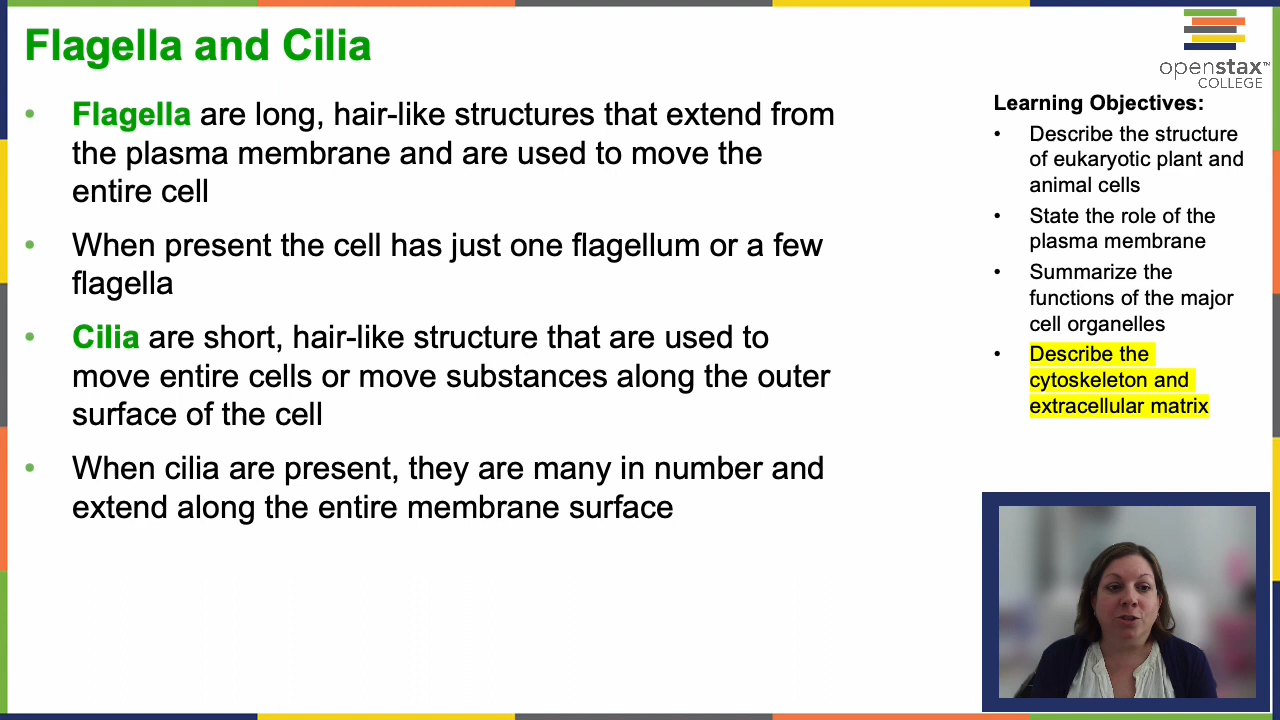 Flagella and Cilia
• Flagella are long, hair-like structures that extend from
the plasma membrane and are used to move the
entire cell
• When present the cell has just one flagellum or a few
flagella
• Cilia are short, hair-like structure that are used to
move entire cells or move substances along the outer
surface of the cell
• When cilia are present, they are many in number and
extend along the entire membrane surface
openstax™
COLLEGE
Learning Objectives:
• Describe the structure
of eukaryotic plant and
animal cells
• State the role of the
plasma membrane
• Summarize the
functions of the major
cell organelles
• Describe the
cytoskeleton and
extracellular matrix